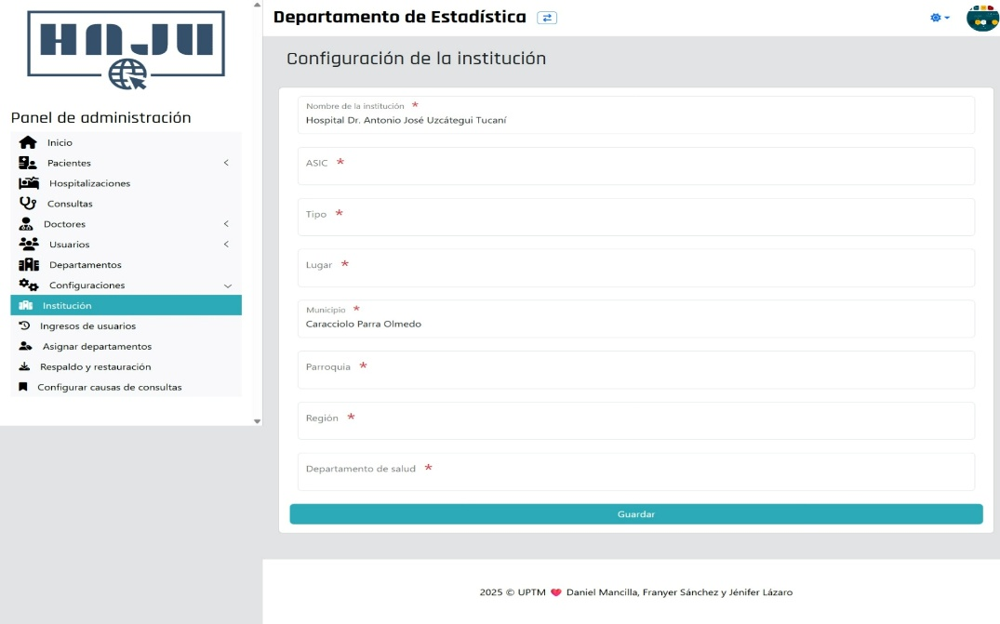 HAJU
Panel de administración
Inicio
Pacientes
Hospitalizaciones
Consultas
Doctores
Usuarios
Departamentos
Configuraciones
Institución
Ingresos de usuarios
Asignar departamentos
Respaldo y restauración
Configurar causas de consultas
Departamento de Estadística
Configuración de la institución
Nombre de la institución *
Hospital Dr. Antonio José Uzcátegui Tucaní
ASIC *
Tipo *
Lugar *
Municipio *
Caracciolo Parra Olmedo
Parroquia *
Región *
Departamento de salud *
Guardar
2025 © UPTM ❤ Daniel Mancilla, Franyer Sánchez y Jénifer Lázaro